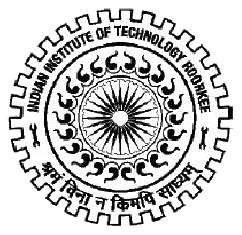 INDIAN INSTITUTE OF TECHNOLOGY ROORKEE
श्रमं विना न किमपि साध्यम्